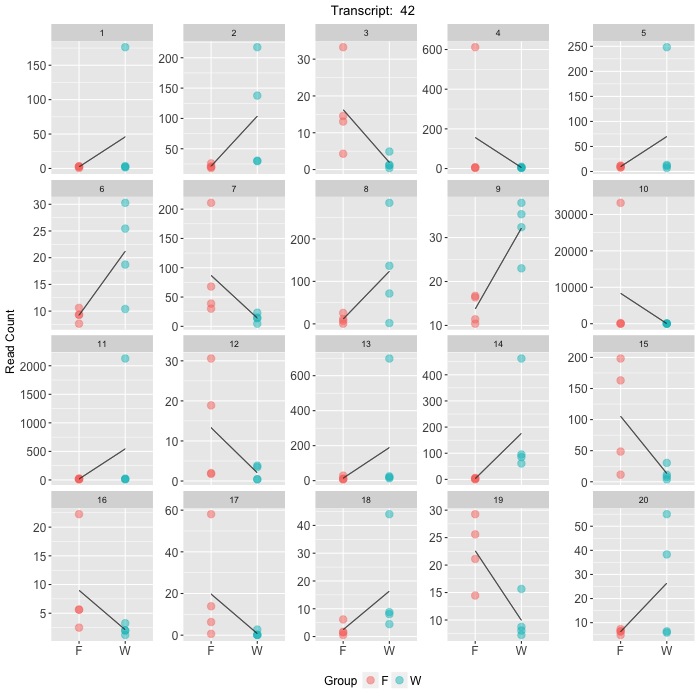 Transcript:  42
1 2 3 4 5
150 100 50 0
200 150 100 50
30 20 10 0
600 400 200 0
250 200 150 100 50 0
6 7 8 9 10
30 25 20 15 10
200 150 100 50 0
200 100 0
30 20 10
30000 20000 10000 0
Read Count
11 12 13 14 15
2000 1500 1000 500 0
30 20 10 0
600 400 200 0
400 300 200 100 0
200 150 100 50 0
16 17 18 19 20
20 15 10 5
60 40 20 0
40 30 20 10 0
30 25 20 15 10
50 40 30 20 10
F W F W F W F W F W
Group F W